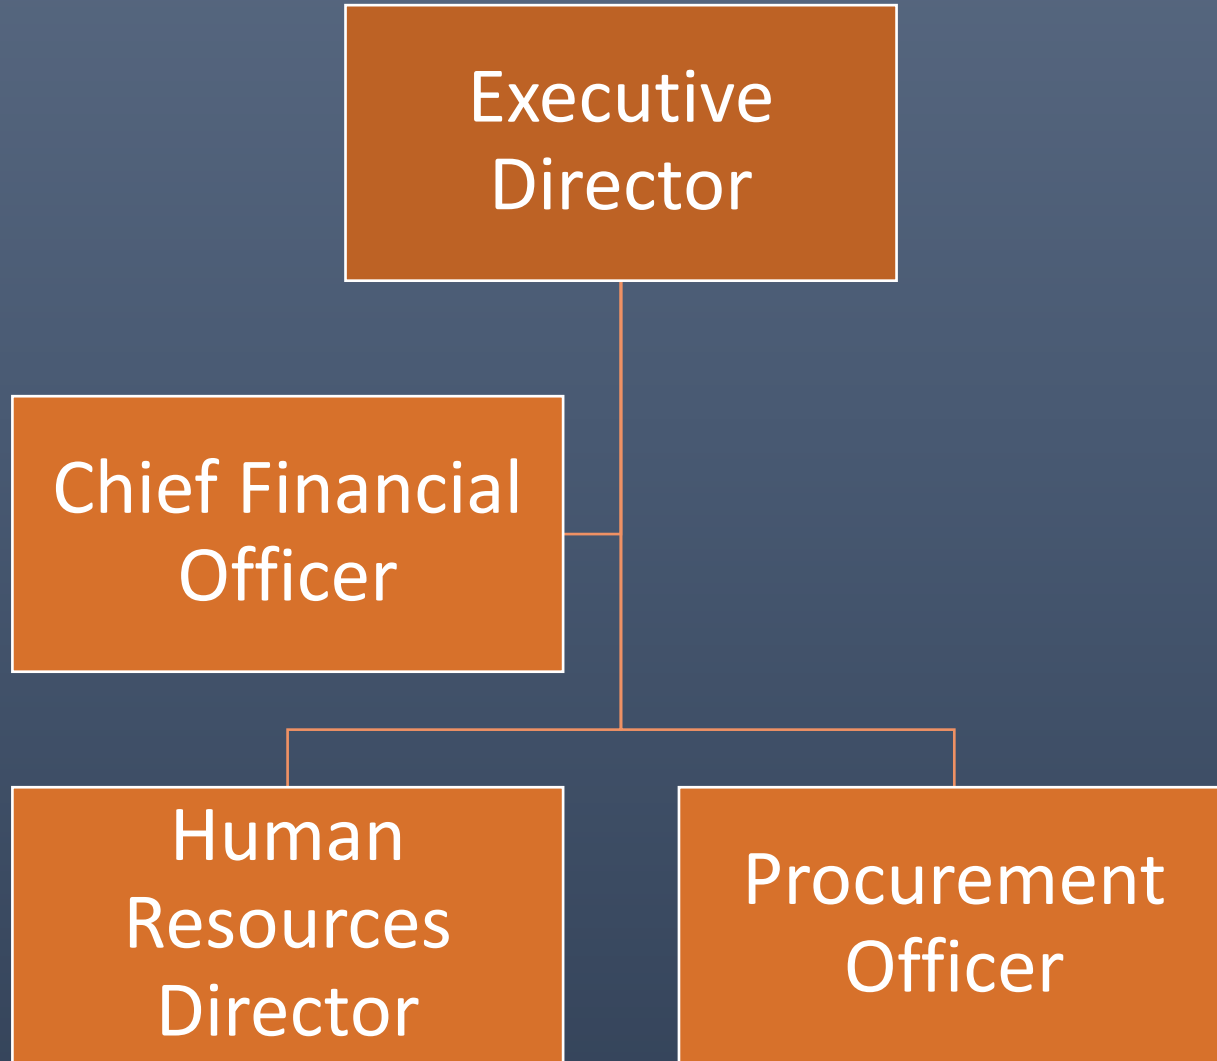 Executive
Director
Chief Financial
Officer
Human
Resources
Director
Procurement
Officer